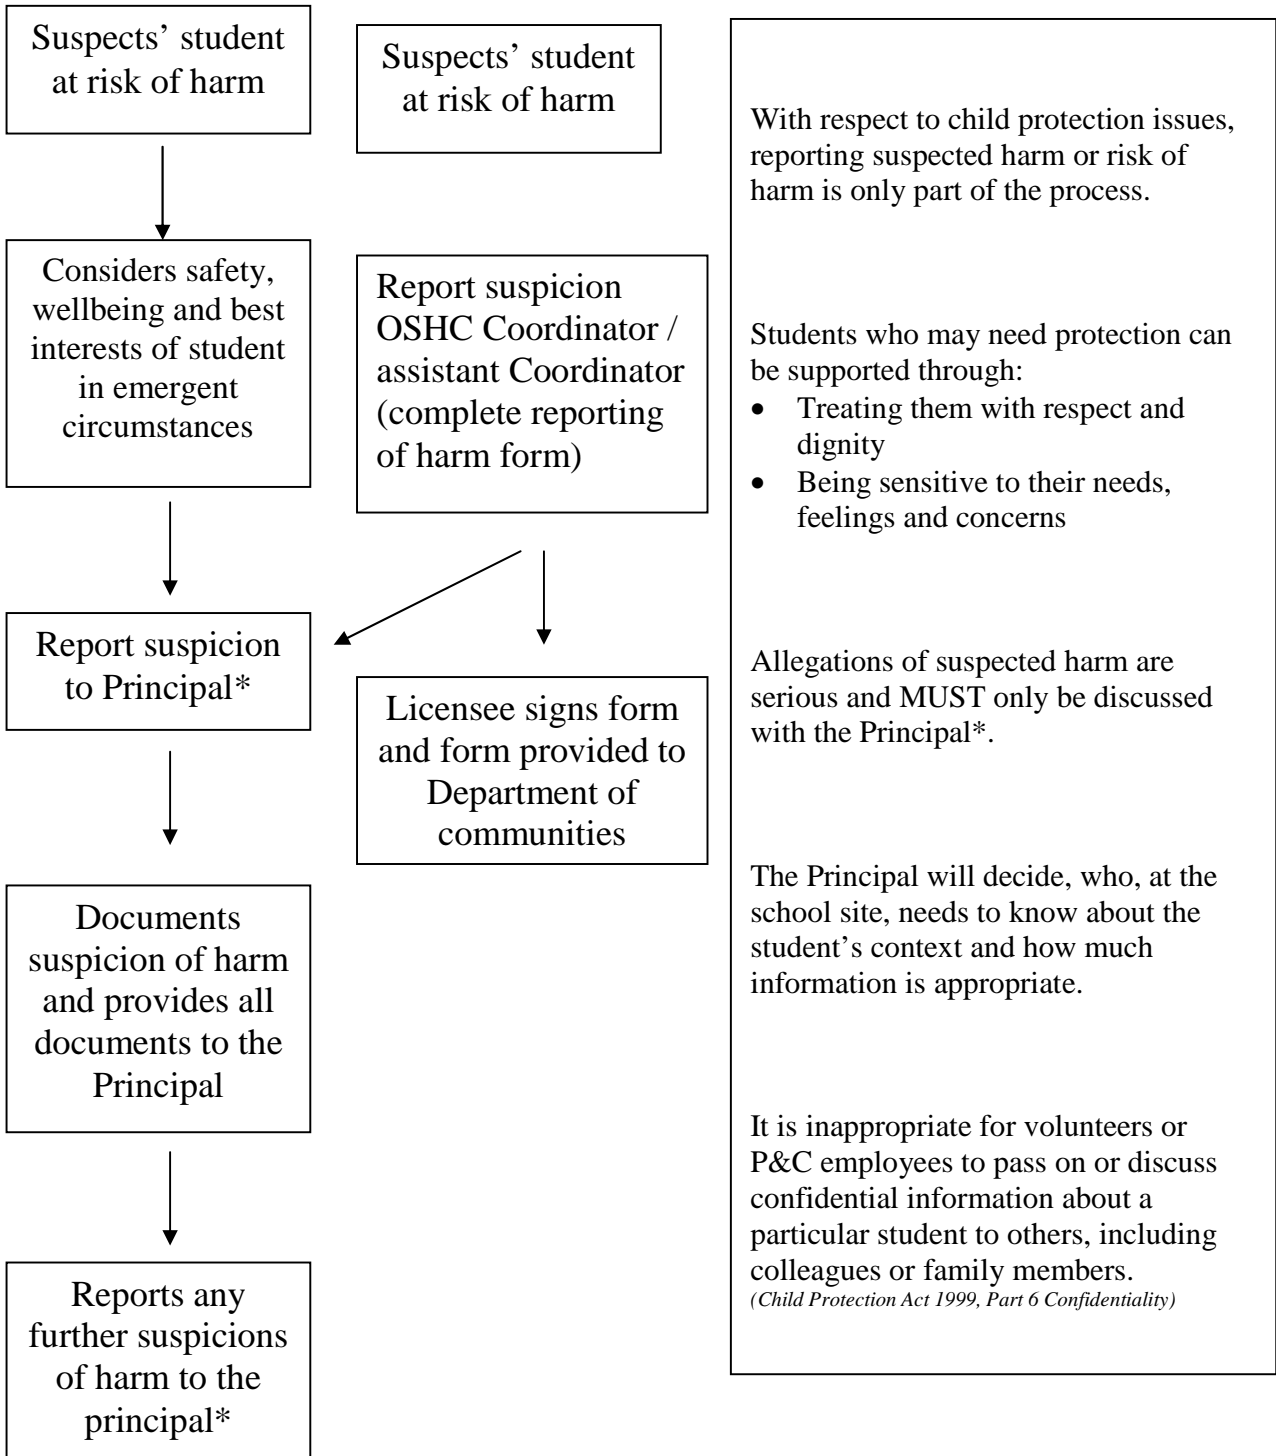 Suspects’ student
at risk of harm
Considers safety,
wellbeing and best
interests of student
in emergent
circumstances
Report suspicion
to Principal*
Documents
suspicion of harm
and provides all
documents to the
Principal
Reports any
further suspicions
of harm to the
principal*
Suspects’ student
at risk of harm
Report suspicion
OSHC Coordinator /
assistant Coordinator
(complete reporting
of harm form)
Licensee signs form
and form provided to
Department of
communities
With respect to child protection issues,
reporting suspected harm or risk of
harm is only part of the process.
Students who may need protection can
be supported through:
• Treating them with respect and
dignity
• Being sensitive to their needs,
feelings and concerns
Allegations of suspected harm are
serious and MUST only be discussed
with the Principal*.
The Principal will decide, who, at the
school site, needs to know about the
student’s context and how much
information is appropriate.
It is inappropriate for volunteers or
P&C employees to pass on or discuss
confidential information about a
particular student to others, including
colleagues or family members.
(Child Protection Act 1999, Part 6 Confidentiality)